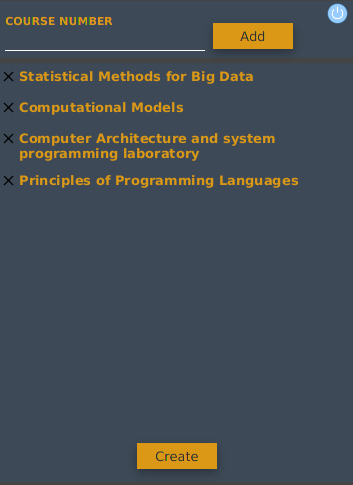 COURSE NUMBER
Add
Statistical Methods for Big Data
Computational Models
Computer Architecture and system
programming laboratory
Principles of Programming Languages
Create